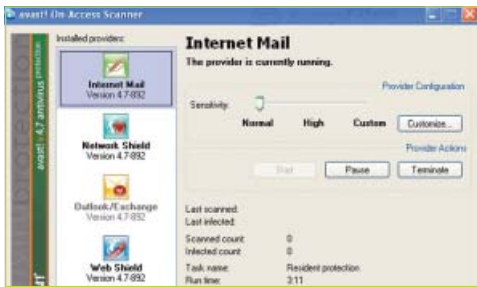 avast! On-Access Scanner
Installed providers:
Internet Mail
Version 4.7-892
Network Shield
Version 4.7-892
Outlook/Exchange
Version 4.7-892
Web Shield
Version 4.7-892
protection
avast! - 4.7 antivirus protection
Internet Mail
The provider is currently running.
Provider Configuration
Sensitivity:
Normal High Custom
Customize...
Provider Actions
Start Pause Terminate
Last scanned:
Last infected:
Scanned count: 0
Infected count: 0
Task name: Resident protection
Run time: 3:11